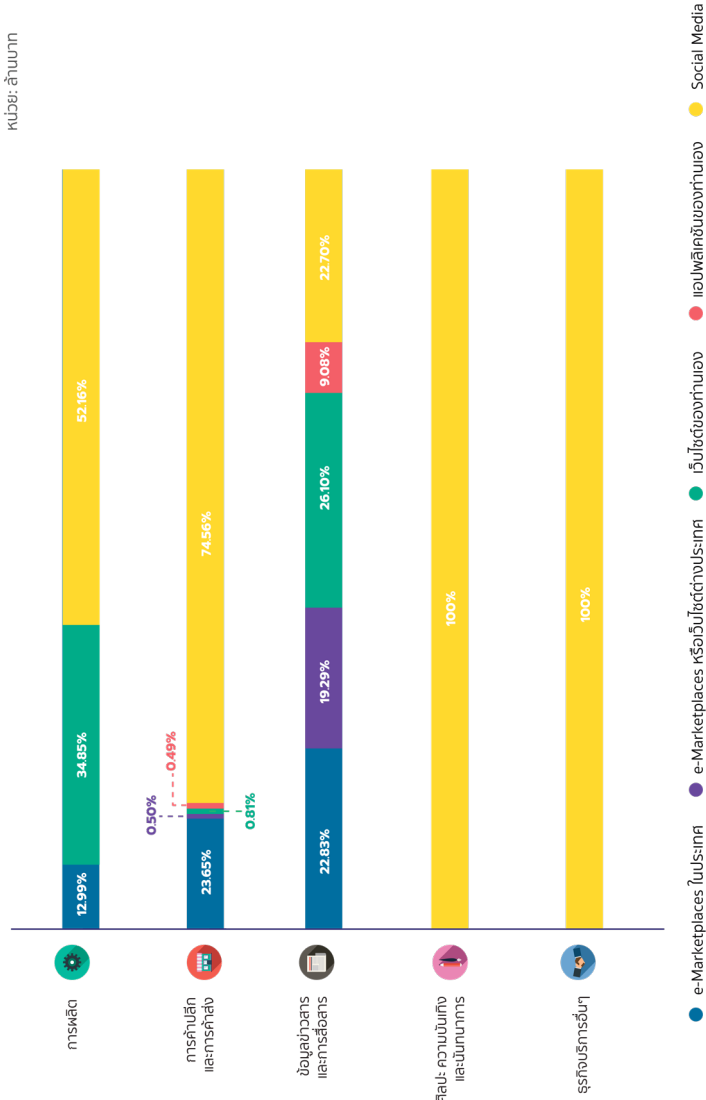 หน่วย: ล้านบาท
การผลิต
12.99%
34.85%
52.16%
การค้าปลีก
และการค้าส่ง
23.65%
0.50%
0.81%
0.49%
74.56%
ข้อมูลข่าวสาร
และการสื่อสาร
22.83%
19.29%
26.10%
9.08%
22.70%
ศิลปะ ความบันเทิง
และนันทนาการ
100%
ธุรกิจบริการอื่นๆ
100%
e-Marketplaces ในประเทศ
e-Marketplaces หรือเว็บไซต์ต่างประเทศ
เว็บไซต์ของท่านเอง
แอปพลิเคชันของท่านเอง
Social Media